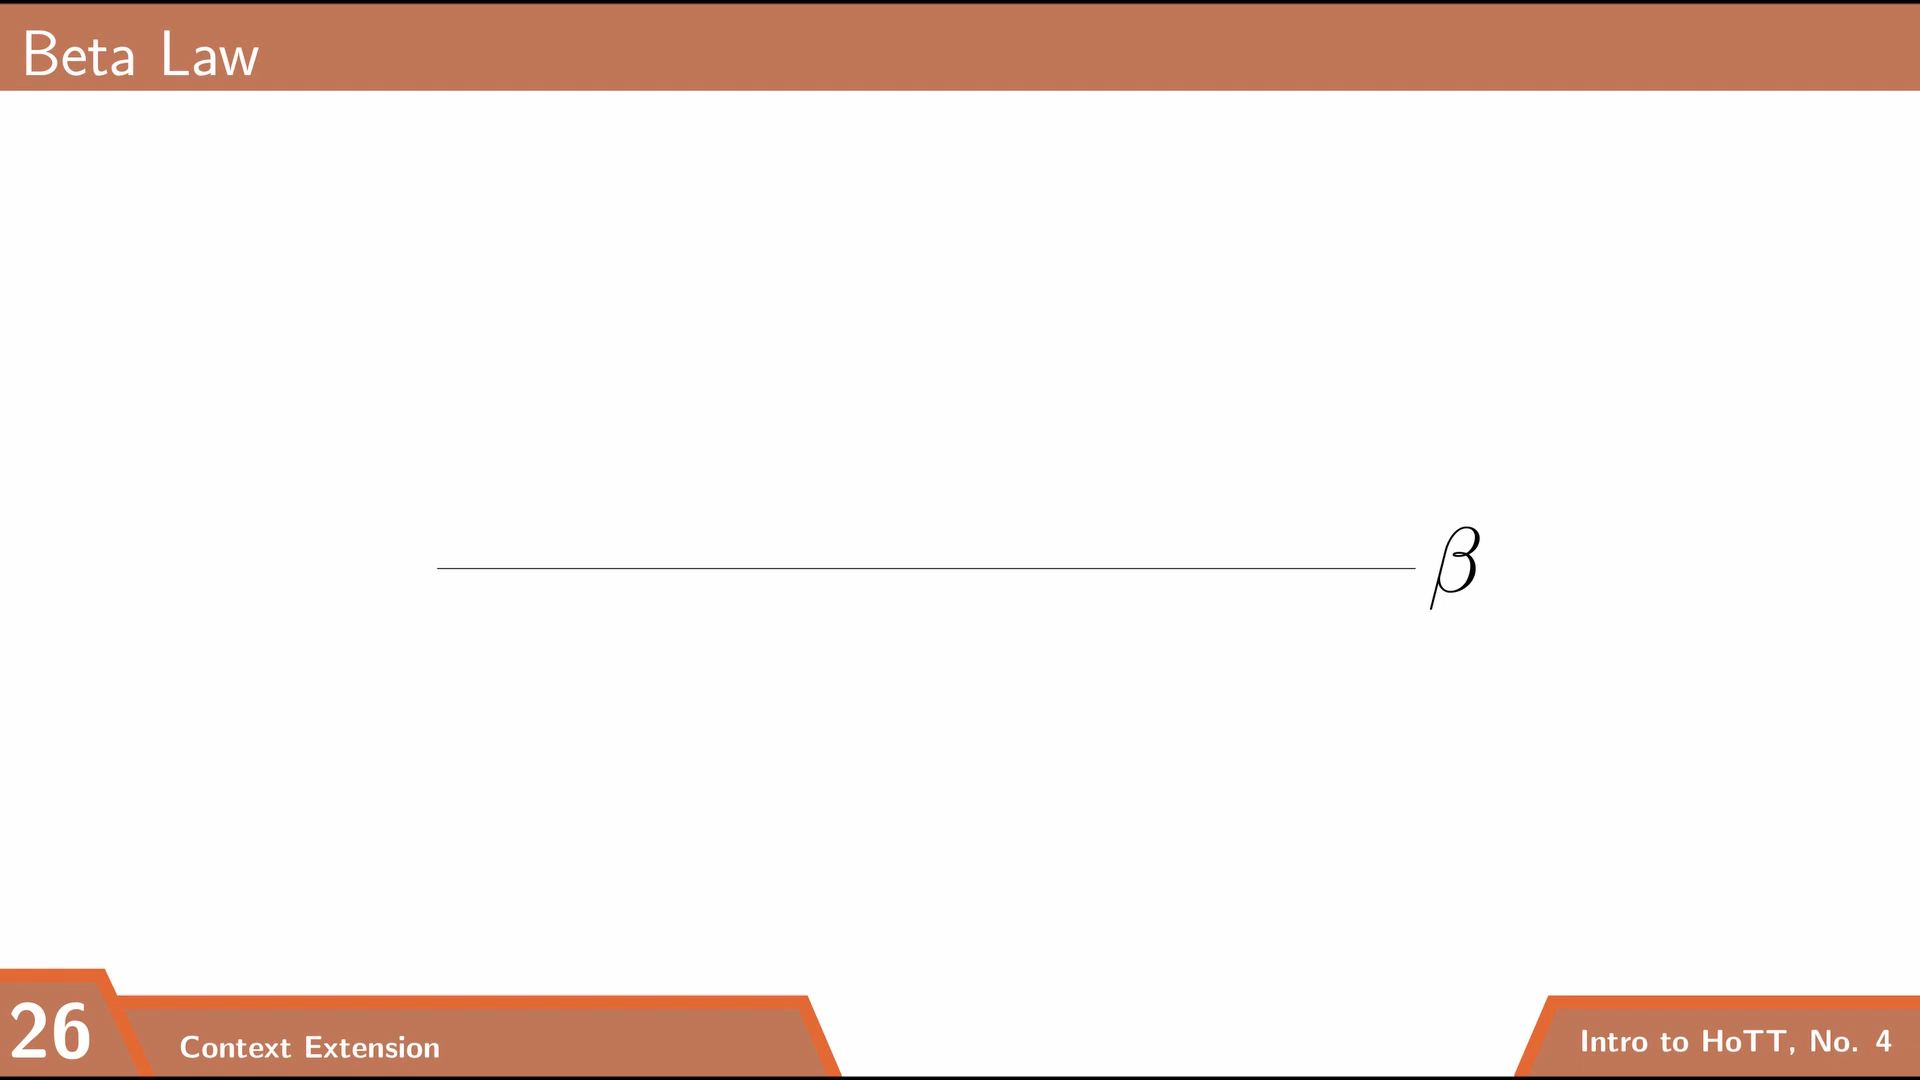 Beta Law
β
26
Context Extension
Intro to HoTT, No. 4